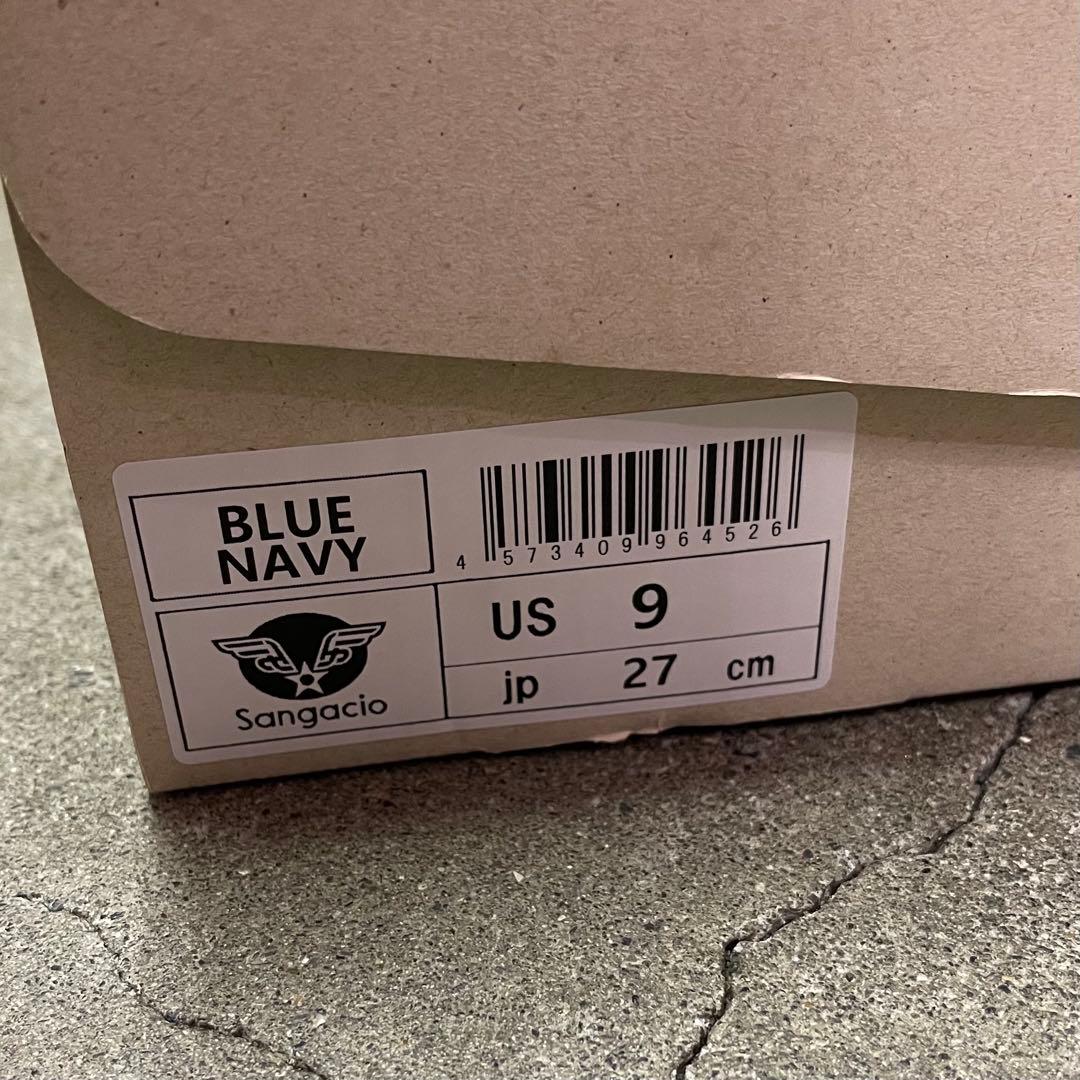 BLUE
NAVY
4 573409 964526
Sangacio
US 9
jp 27 cm